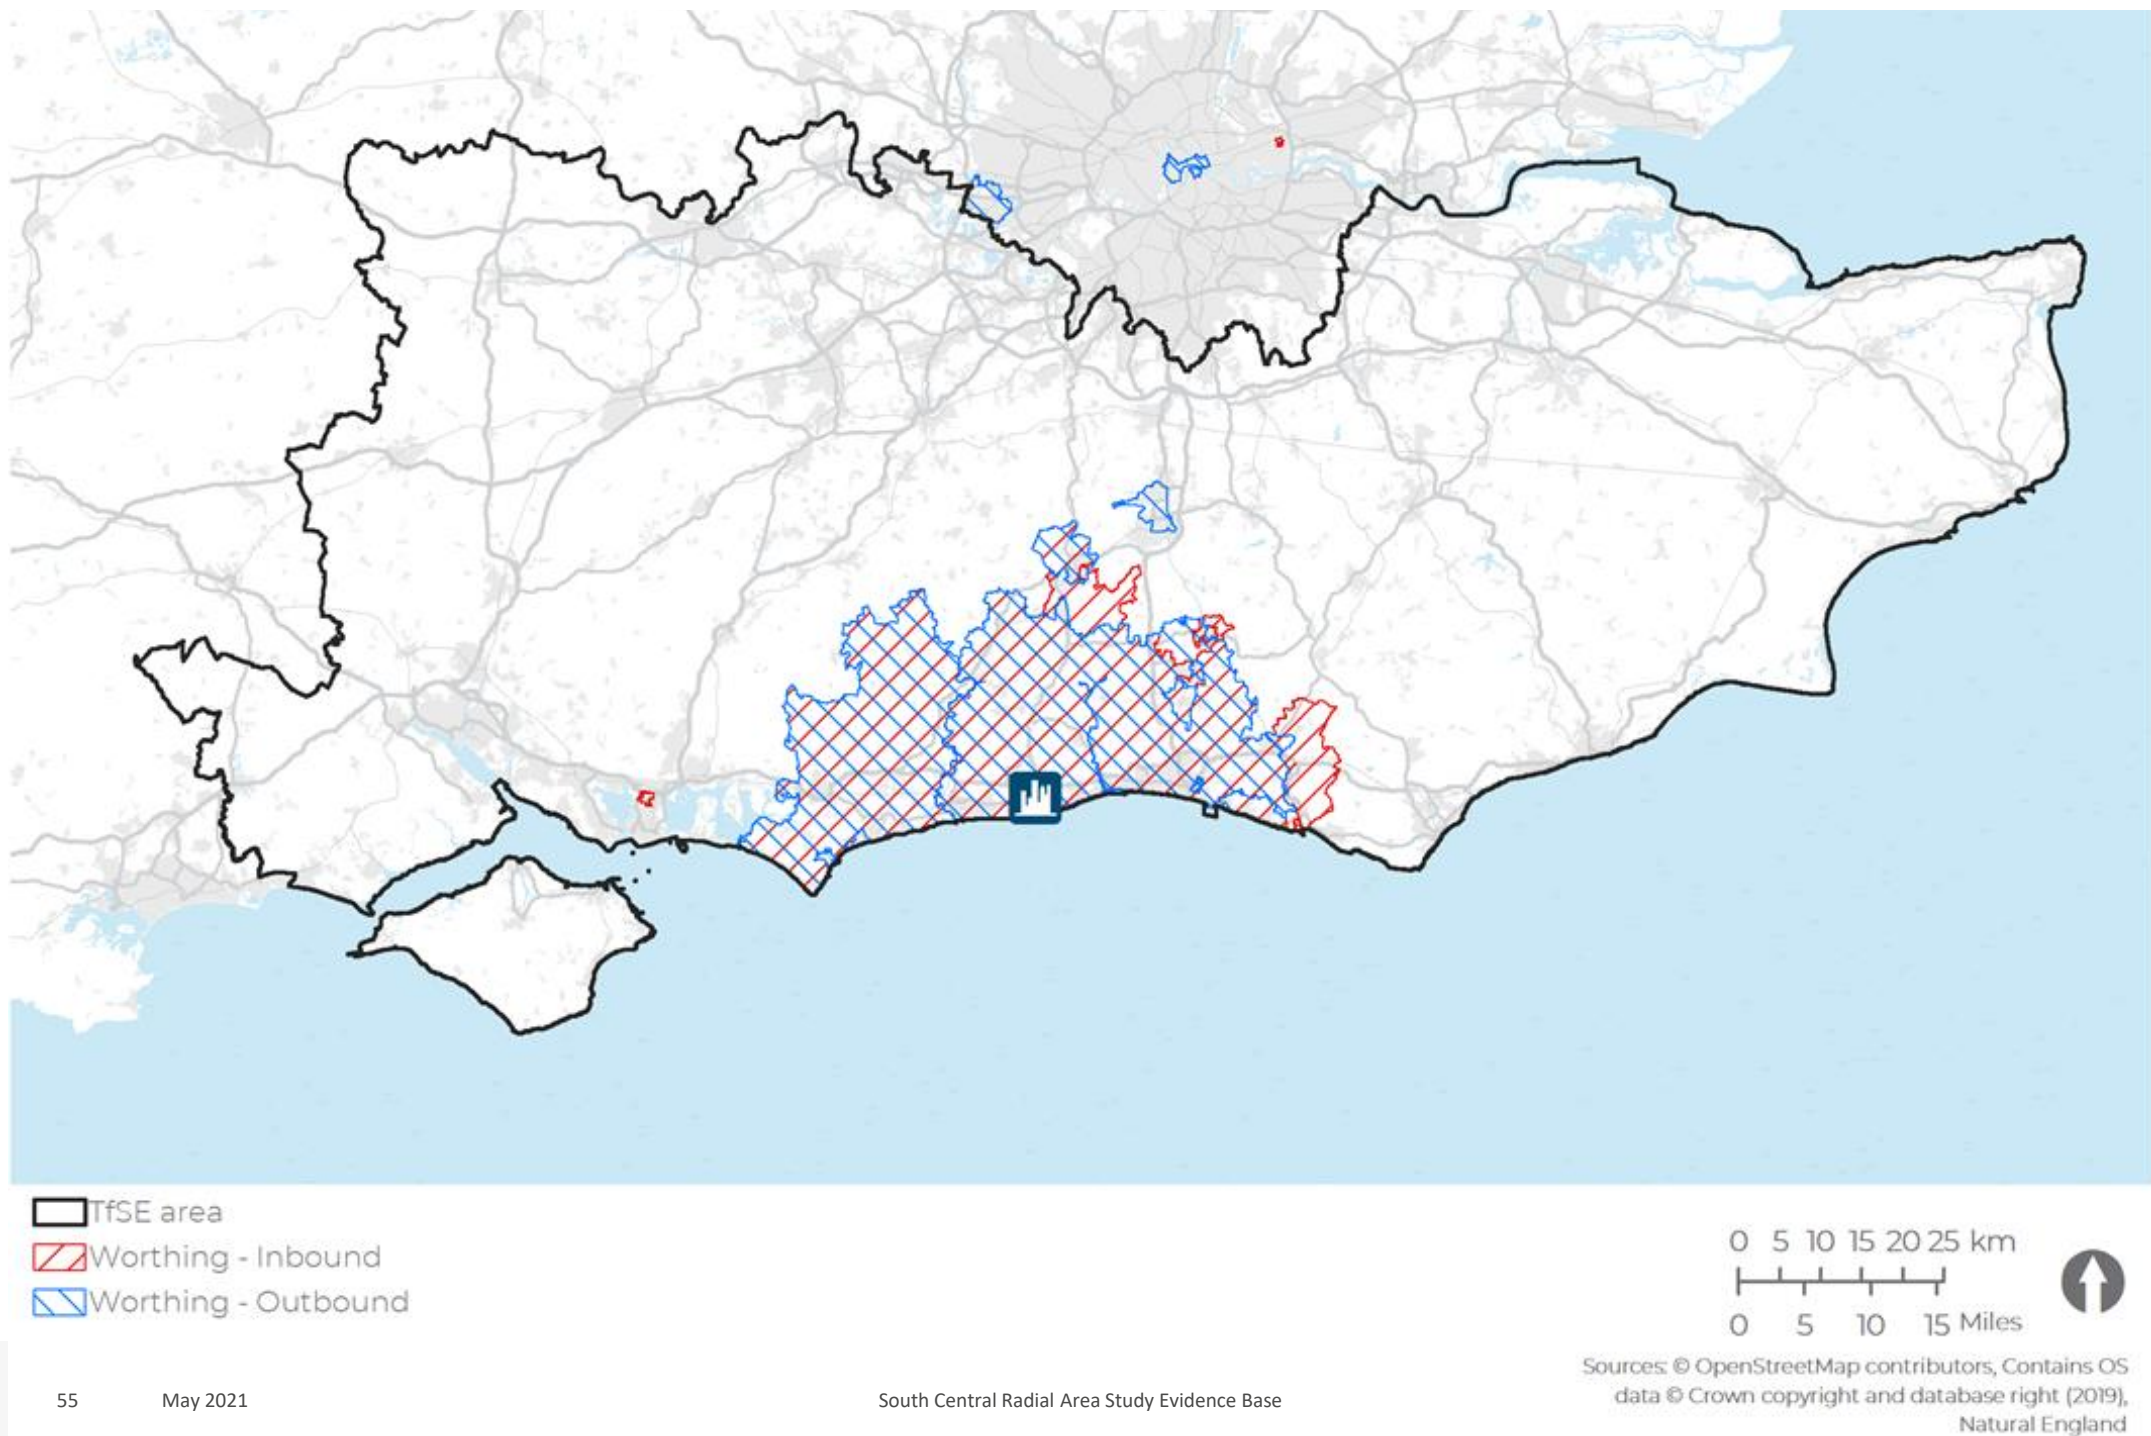 TfSE area
Worthing - Inbound
Worthing - Outbound
0 5 10 15 20 25 km
0 5 10 15 Miles
Sources: © OpenStreetMap contributors, Contains OS
data © Crown copyright and database right (2019),
Natural England
55 May 2021 South Central Radial Area Study Evidence Base